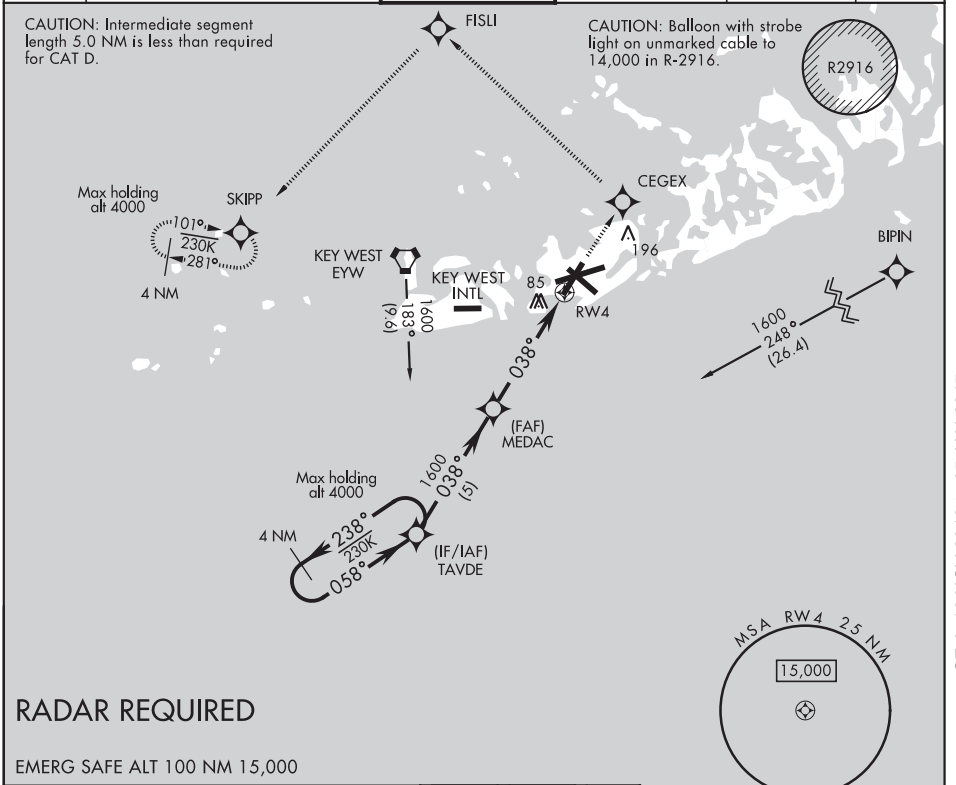 CAUTION: Intermediate segment
length 5.0 NM is less than required
for CAT D.
FISLI
CAUTION: Balloon with strobe
light on unmarked cable to
14,000 in R-2916.
R2916
Max holding
alt 4000
SKIPP
101°
230K
281°
4 NM
CEGEX
196
KEY WEST
EYW
KEY WEST
INTL
85
RW4
BIPIN
1600
183°
(9.6)
1600
248°
(26.4)
038°
(FAF)
MEDAC
1600
038°
(5)
Max holding
alt 4000
4 NM
238°
230K
058°
(IF/IAF)
TAVDE
MSA RW4 25 NM
15,000
RADAR REQUIRED
EMERG SAFE ALT 100 NM 15,000